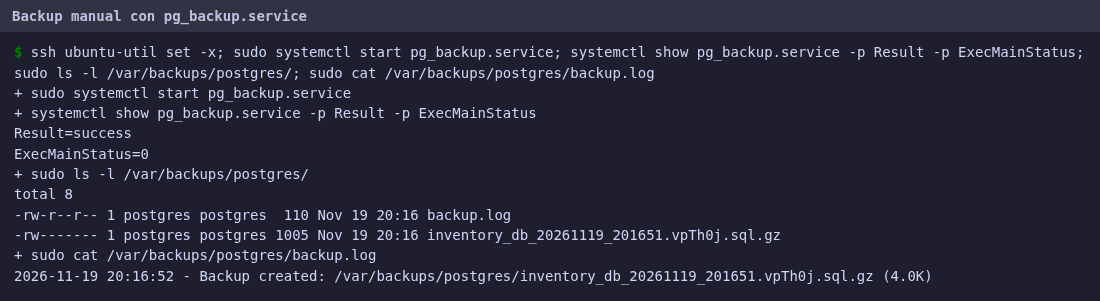 Backup manual con pg_backup.service
$ ssh ubuntu-util set -x; sudo systemctl start pg_backup.service; systemctl show pg_backup.service -p Result -p ExecMainStatus;
sudo ls -l /var/backups/postgres/; sudo cat /var/backups/postgres/backup.log
+ sudo systemctl start pg_backup.service
+ systemctl show pg_backup.service -p Result -p ExecMainStatus
Result=success
ExecMainStatus=0
+ sudo ls -l /var/backups/postgres/
total 8
-rw-r--r-- 1 postgres postgres  110 Nov 19 20:16 backup.log
-rw------- 1 postgres postgres 1005 Nov 19 20:16 inventory_db_20261119_201651.vpTh0j.sql.gz
+ sudo cat /var/backups/postgres/backup.log
2026-11-19 20:16:52 - Backup created: /var/backups/postgres/inventory_db_20261119_201651.vpTh0j.sql.gz (4.0K)